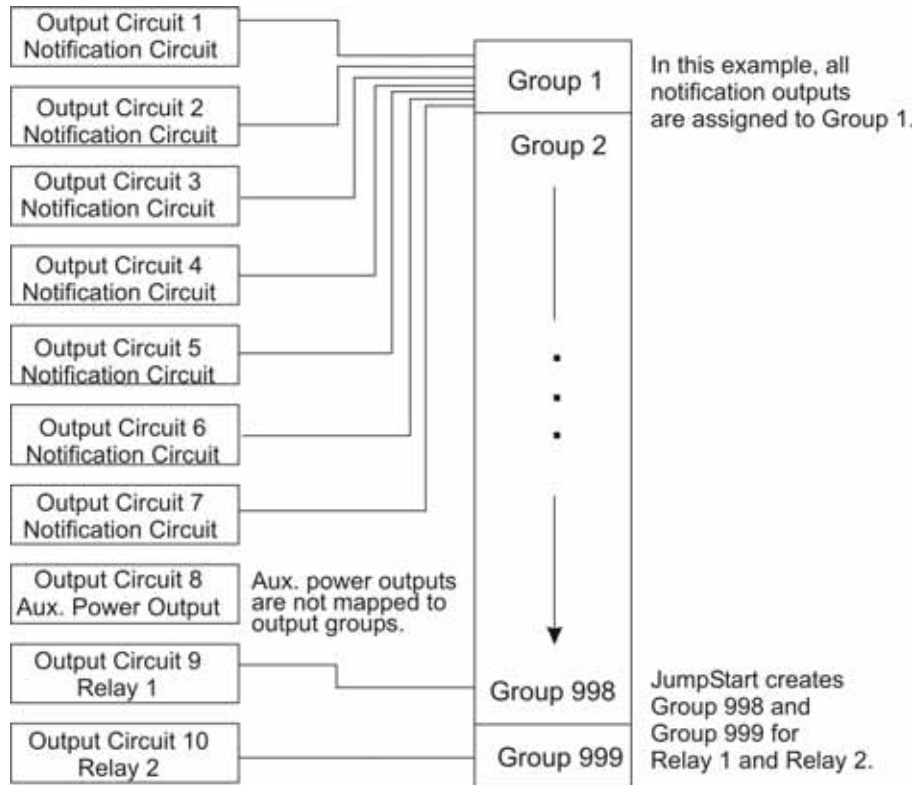 Output Circuit 1
Notification Circuit
Output Circuit 2
Notification Circuit
Output Circuit 3
Notification Circuit
Output Circuit 4
Notification Circuit
Output Circuit 5
Notification Circuit
Output Circuit 6
Notification Circuit
Output Circuit 7
Notification Circuit
Output Circuit 8
Aux. Power Output
Aux. power outputs
are not mapped to
output groups.
Output Circuit 9
Relay 1
Output Circuit 10
Relay 2
Group 1
Group 2
Group 998
Group 999
In this example, all
notification outputs
are assigned to Group 1.
JumpStart creates
Group 998 and
Group 999 for
Relay 1 and Relay 2.